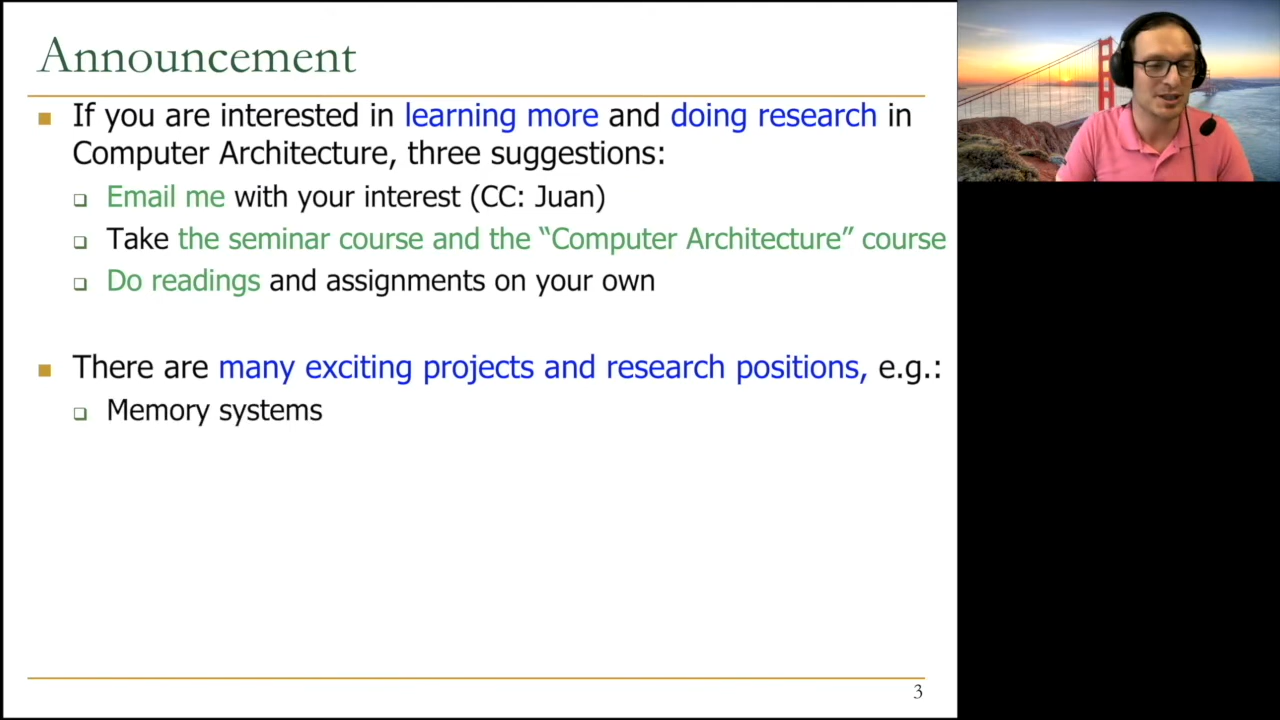 Announcement
If you are interested in learning more and doing research in
Computer Architecture, three suggestions:
Email me with your interest (CC: Juan)
Take the seminar course and the “Computer Architecture” course
Do readings and assignments on your own
There are many exciting projects and research positions, e.g.:
Memory systems
3